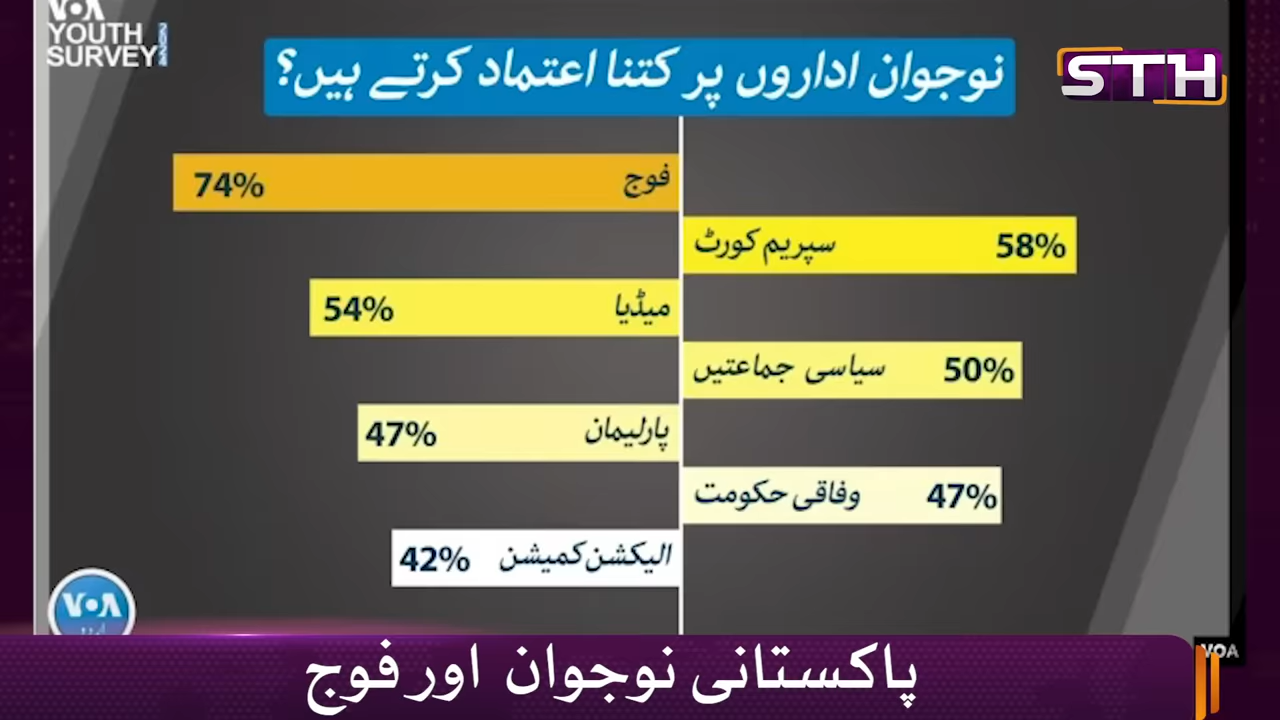 VOA
YOUTH
SURVEY
STH
نوجوان اداروں پر کتنا اعتماد کرتے ہیں؟
فوج 74%
سپریم کورٹ 58%
میڈیا 54%
سیاسی جماعتیں 50%
پارلیمان 47%
وفاقی حکومت 47%
الیکشن کمیشن 42%
VOA
اردو
VOA
پاکستانی نوجوان اور فوج